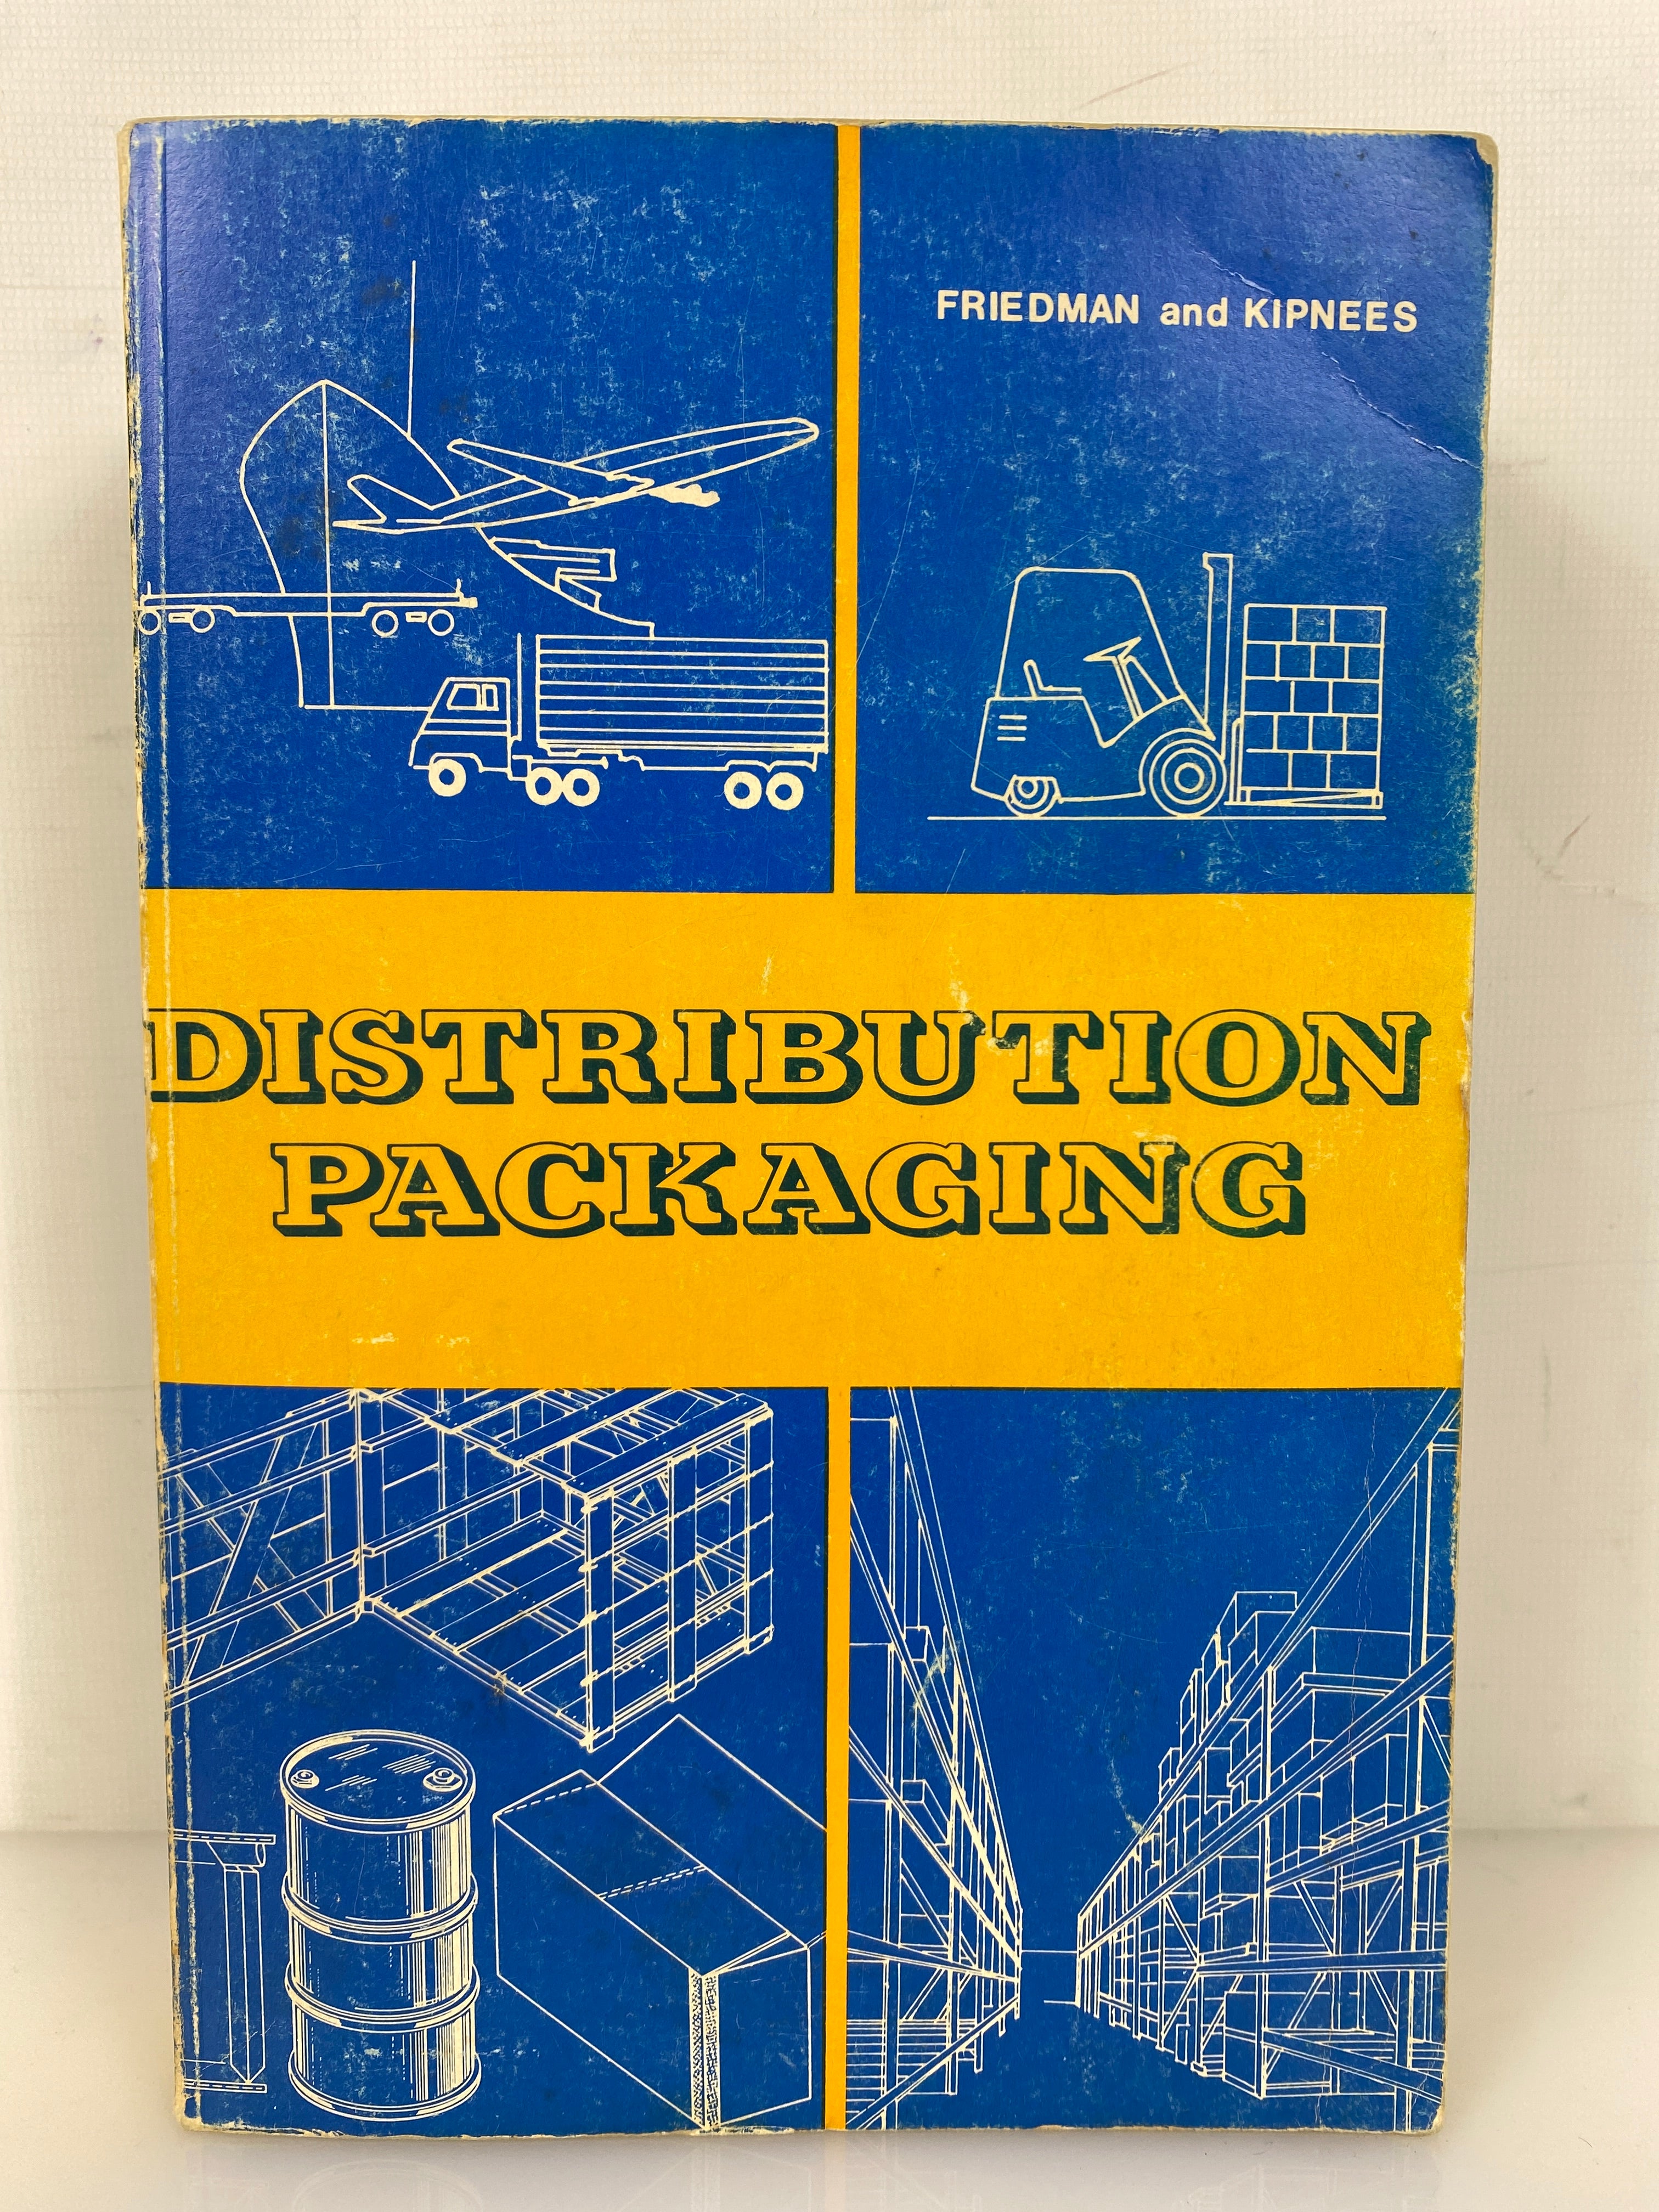 FRIEDMAN and KIPNEES
DISTRIBUTION
PACKAGING